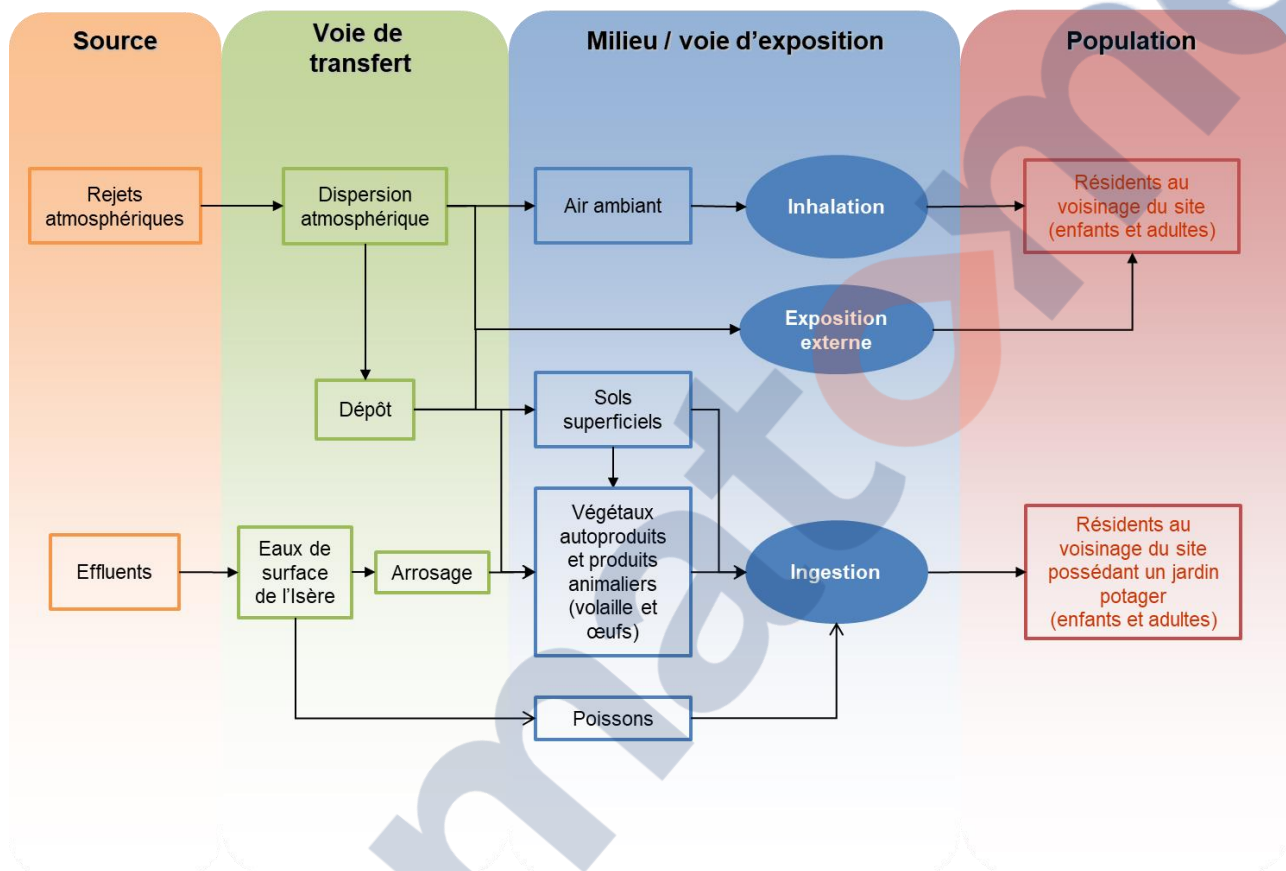 Source
Voie de
transfert
Milieu / voie d'exposition
Population
Rejets
atmosphériques
Dispersion
atmosphérique
Air ambiant
Inhalation
Résidents au
voisinage du site
(enfants et adultes)
Exposition
externe
Dépôt
Sols
superficiels
Effluents
Eaux de
surface
de l'Isère
Arrosage
Végétaux
autoproduits
et produits
animaliers
(volaille et
œufs)
Ingestion
Résidents au
voisinage du site
possédant un jardin
potager
(enfants et adultes)
Poissons